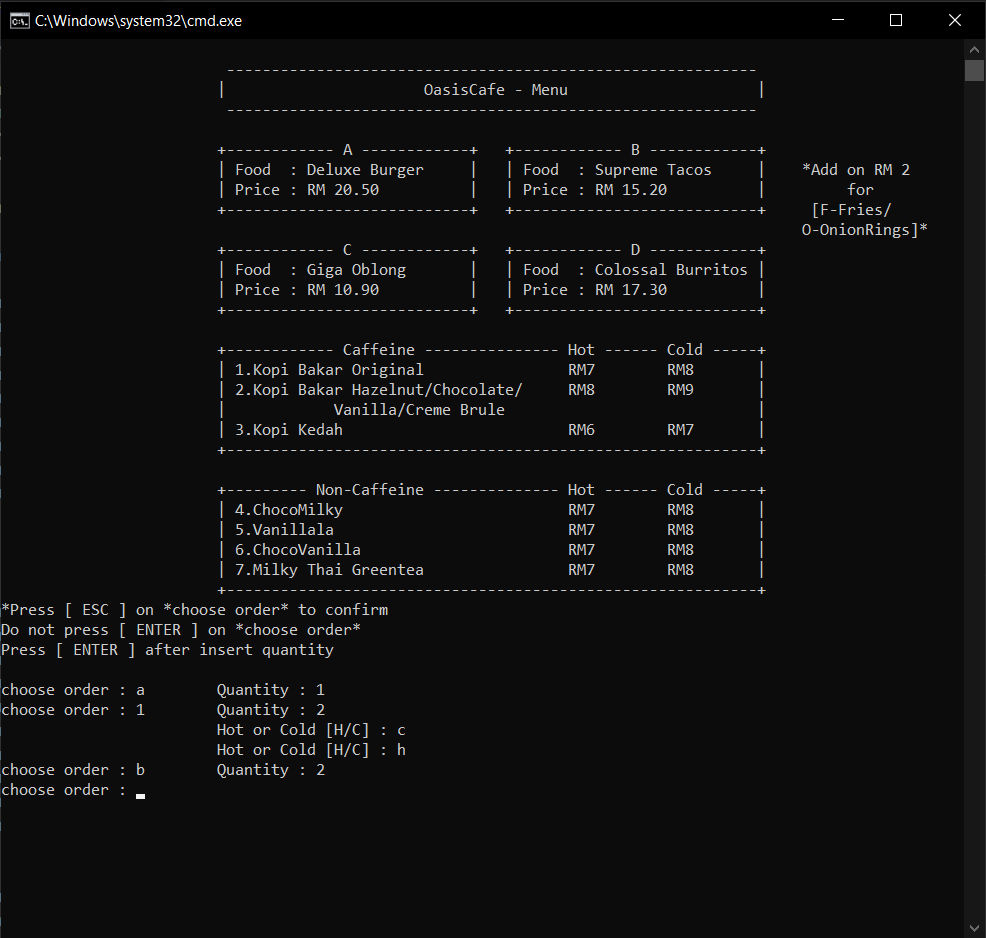 C:\Windows\system32\cmd.exe
-----------------------------------------------------------
| OasisCafe - Menu |
-----------------------------------------------------------
+------------ A ------------+ +------------ B ------------+
| Food : Deluxe Burger | | Food : Supreme Tacos | *Add on RM 2
| Price : RM 20.50 | | Price : RM 15.20 | for
+---------------------------+ +---------------------------+ [F-Fries/
O-OnionRings]*
+------------ C ------------+ +------------ D ------------+
| Food : Giga Oblong | | Food : Colossal Burritos |
| Price : RM 10.90 | | Price : RM 17.30 |
+---------------------------+ +---------------------------+
+------------ Caffeine --------------- Hot ------ Cold -----+
| 1.Kopi Bakar Original RM7 RM8 |
| 2.Kopi Bakar Hazelnut/Chocolate/ RM8 RM9 |
| Vanilla/Creme Brule |
| 3.Kopi Kedah RM6 RM7 |
+-----------------------------------------------------------+
+--------- Non-Caffeine -------------- Hot ------ Cold -----+
| 4.ChocoMilky RM7 RM8 |
| 5.Vanillala RM7 RM8 |
| 6.ChocoVanilla RM7 RM8 |
| 7.Milky Thai Greentea RM7 RM8 |
+-----------------------------------------------------------+
*Press [ ESC ] on *choose order* to confirm
Do not press [ ENTER ] on *choose order*
Press [ ENTER ] after insert quantity
choose order : a Quantity : 1
choose order : 1 Quantity : 2
Hot or Cold [H/C] : c
Hot or Cold [H/C] : h
choose order : b Quantity : 2
choose order :